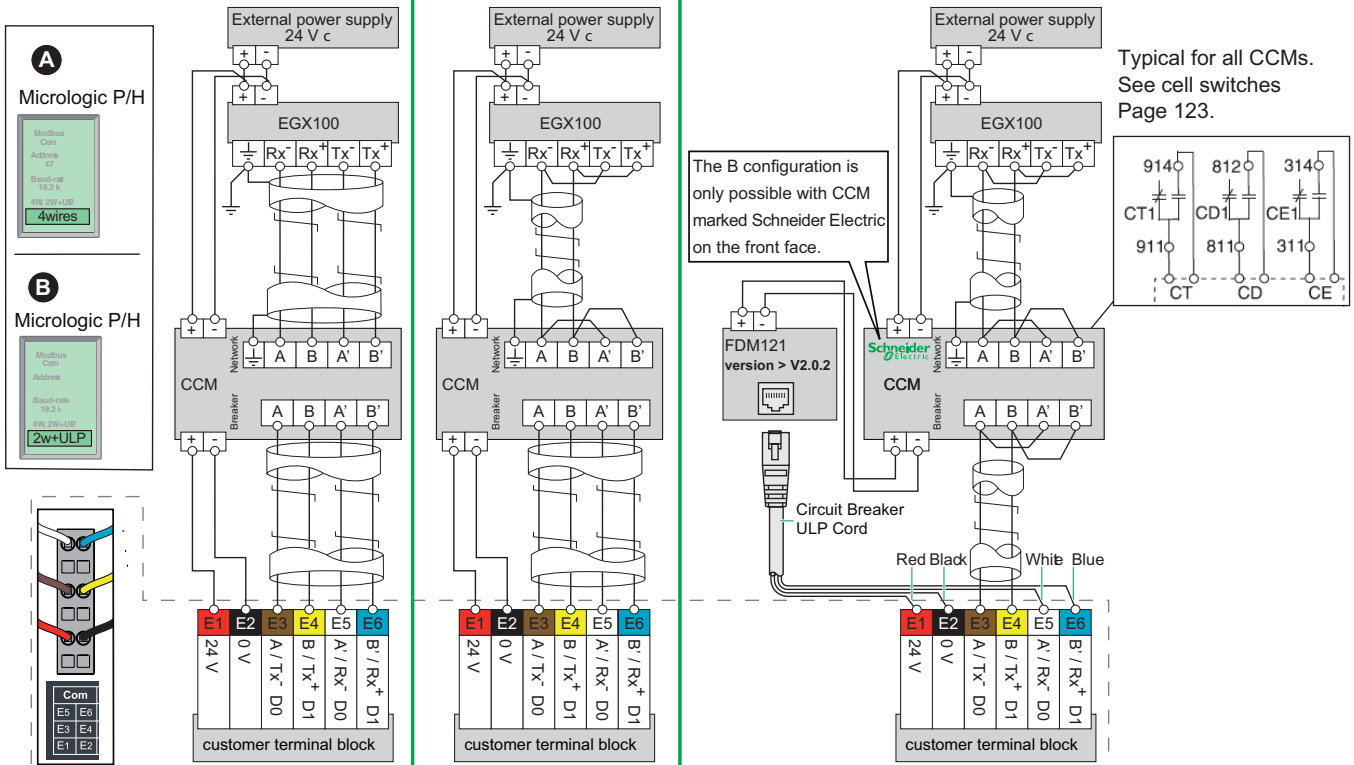 A
Micrologic P/H
Modbus
Com
Address
47
Baud-rat
19.2 k
4W, 2W+ULP
4wires
B
Micrologic P/H
Modbus
Com
Address
Baud-rate
19.2 k
4W, 2W+ULP
2w+ULP
Com
E5 E6
E3 E4
E1 E2
External power supply
24 V c
+ -
+ -
EGX100
Rx- Rx+ Tx- Tx+
+ -
Network
A B A' B'
CCM
Breaker
A B A' B'
+ -
E1 E2 E3 E4 E5 E6
24 V
0 V
A / Tx- D0
B / Tx+ D1
A' / Rx- D0
B' / Rx+ D1
customer terminal block
External power supply
24 V c
+ -
+ -
EGX100
Rx- Rx+ Tx- Tx+
+ -
Network
A B A' B'
CCM
Breaker
A B A' B'
+ -
E1 E2 E3 E4 E5 E6
24 V
0 V
A / Tx- D0
B / Tx+ D1
A' / Rx- D0
B' / Rx+ D1
customer terminal block
The B configuration is
only possible with CCM
marked Schneider Electric
on the front face.
External power supply
24 V c
+ -
+ -
EGX100
Rx- Rx+ Tx- Tx+
+ -
FDM121
version > V2.0.2
+ -
Schneider
Electric
Network
A B A' B'
CCM
Breaker
A B A' B'
+ -
Circuit Breaker
ULP Cord
Red Black White Blue
E1 E2 E3 E4 E5 E6
24 V
0 V
A / Tx- D0
B / Tx+ D1
A' / Rx- D0
B' / Rx+ D1
customer terminal block
Typical for all CCMs.
See cell switches
Page 123.
914 812 314
CT1 CD1 CE1
911 811 311
CT CD CE